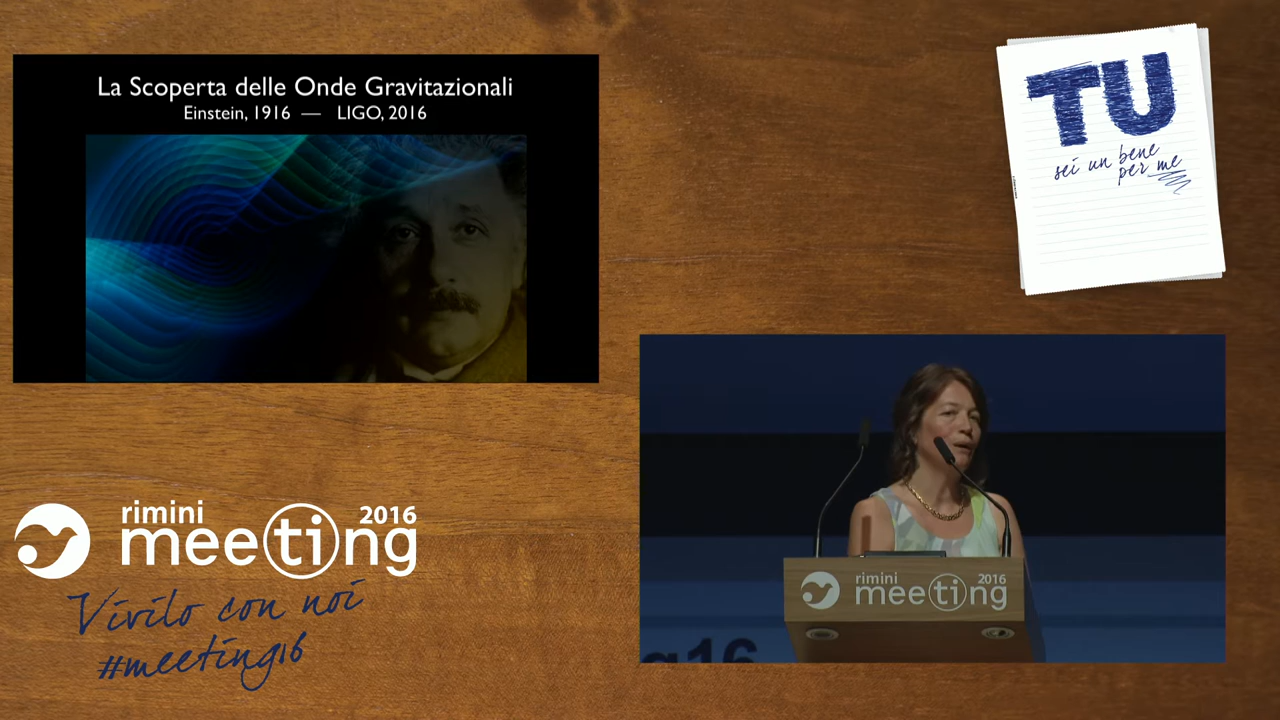 La Scoperta delle Onde Gravitazionali
Einstein, 1916 — LIGO, 2016
TU
sei un bene
per me
rimini
meeting
2016
Vivilo con noi
#meeting16
rimini
meeting
2016
g16